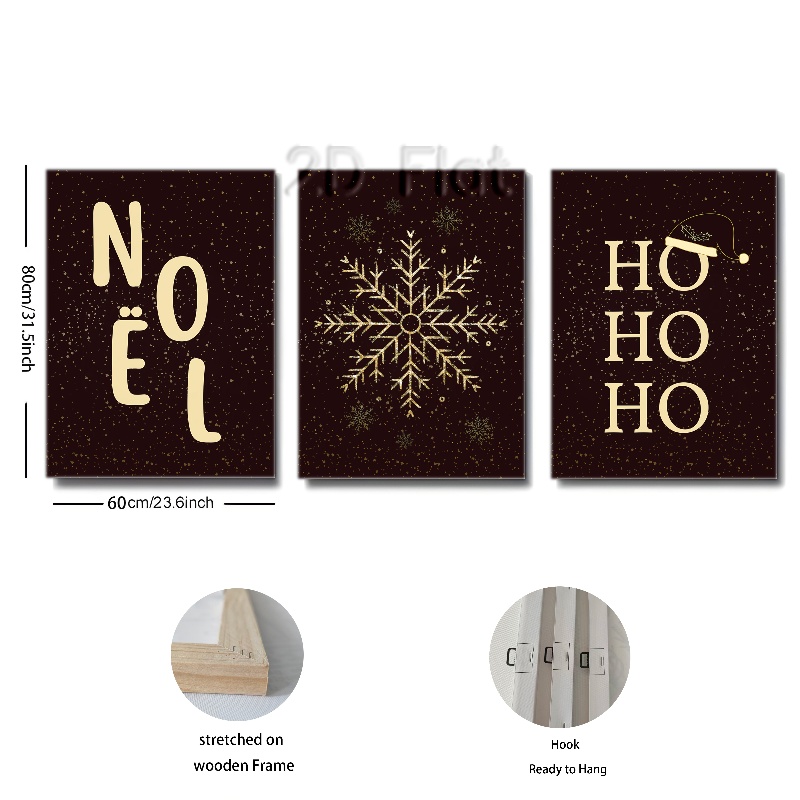 2D Flat
N
O
Ë
L
HO
HO
HO
80cm/31.5inch
60cm/23.6inch
stretched on
wooden Frame
Hook
Ready to Hang